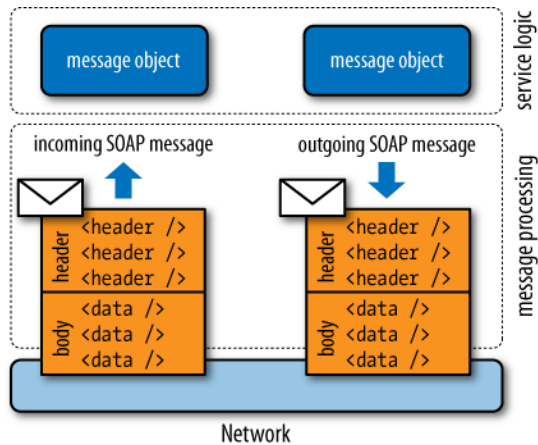 message object
message object
service logic
incoming SOAP message
outgoing SOAP message
message processing
header
<header />
<header />
<header />
body
<data />
<data />
<data />
header
<header />
<header />
<header />
body
<data />
<data />
<data />
Network